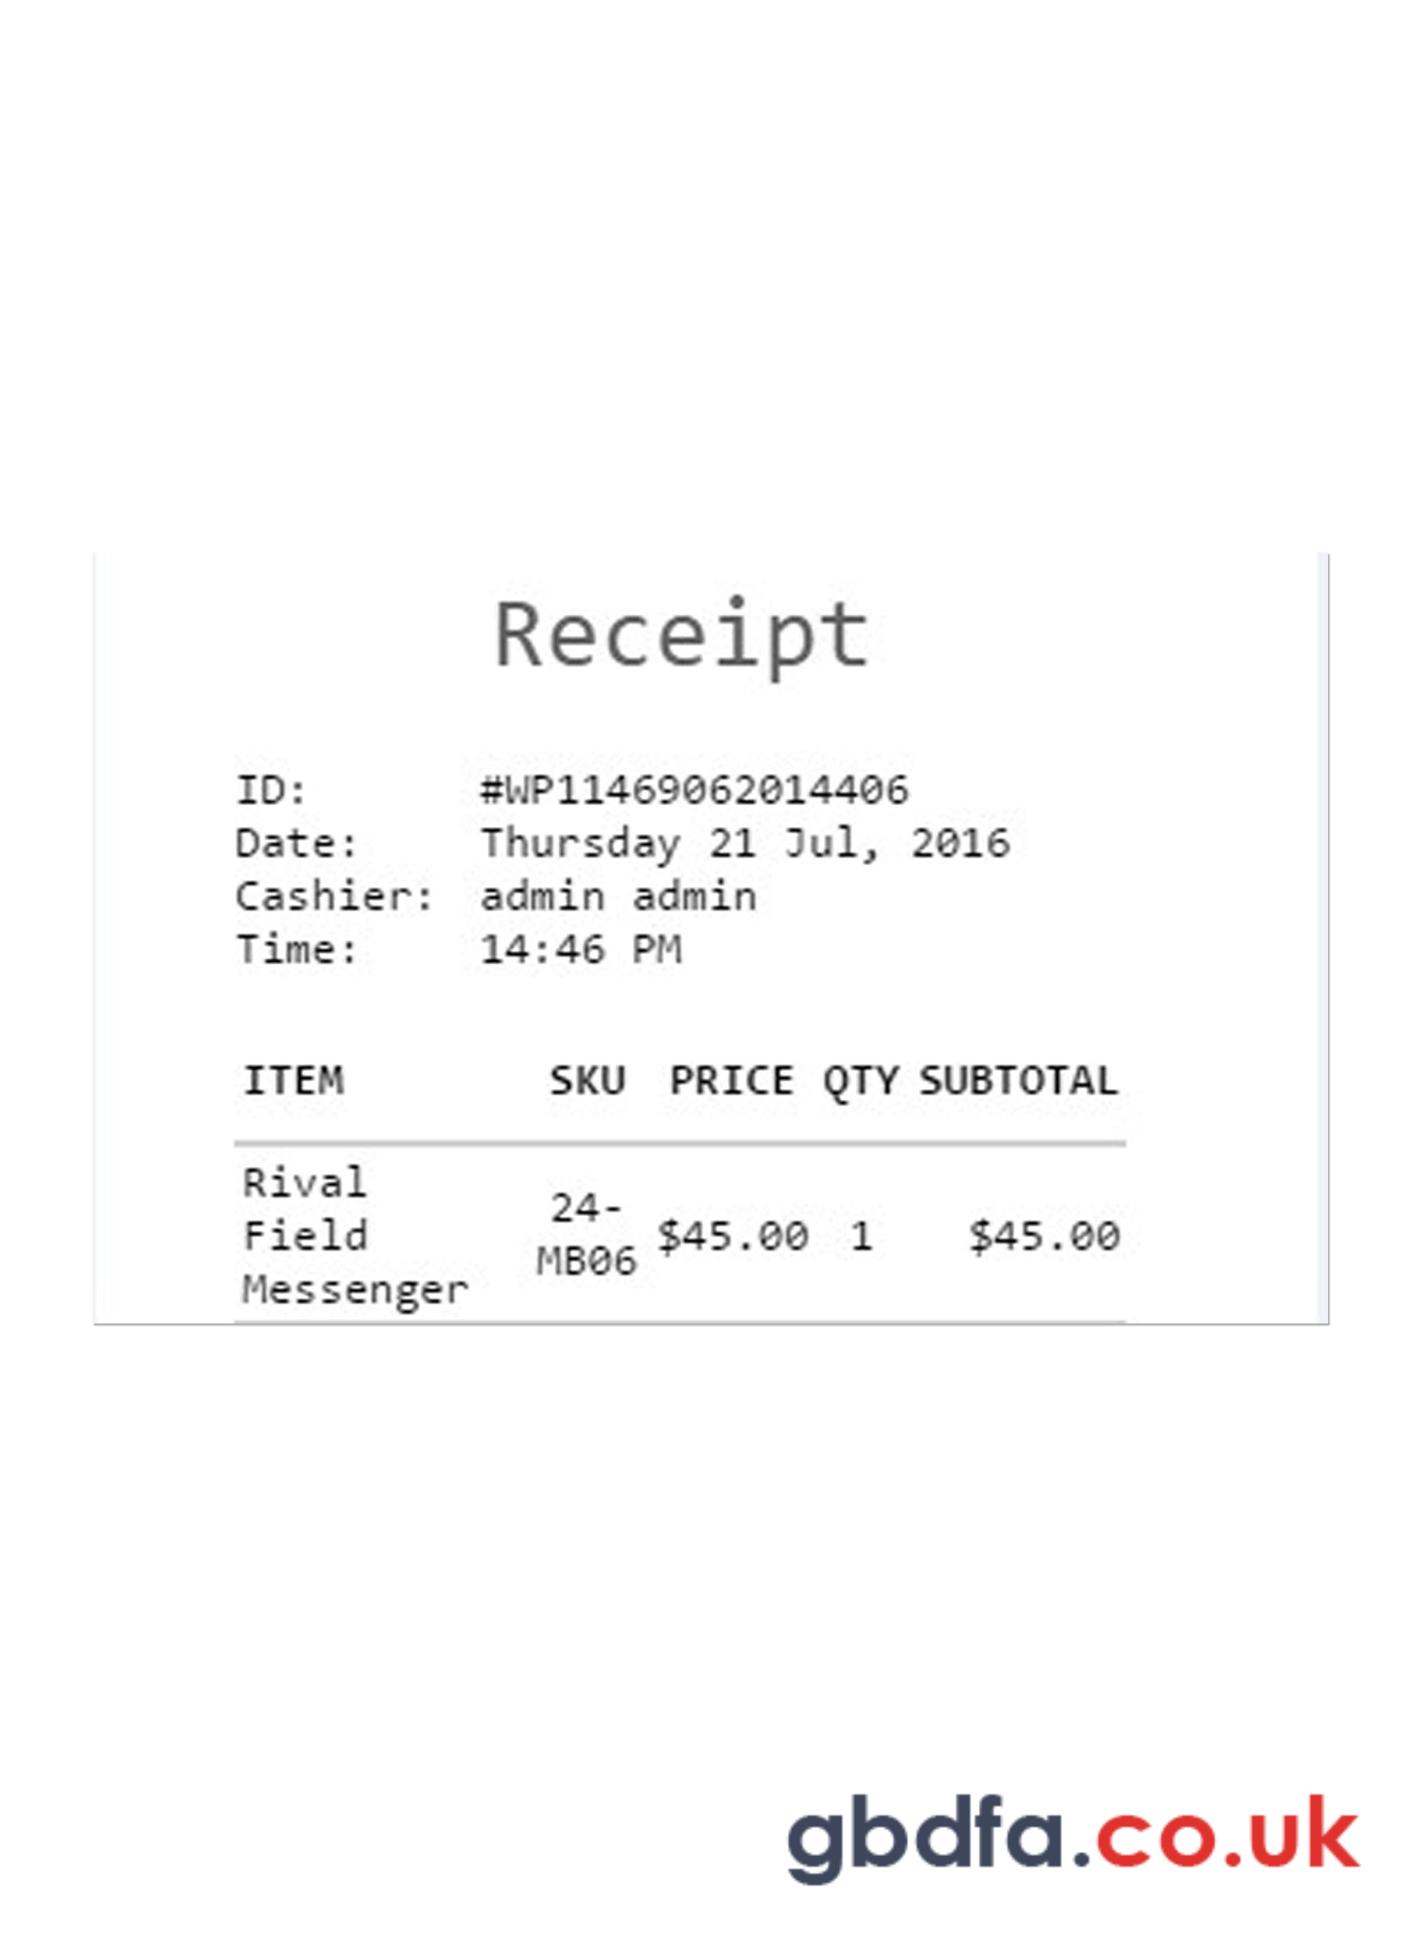 Receipt
ID: #WP11469062014406
Date: Thursday 21 Jul, 2016
Cashier: admin admin
Time: 14:46 PM
ITEM SKU PRICE QTY SUBTOTAL
Rival
Field
Messenger
24-
MB06
$45.00 1 $45.00
gbdfa.co.uk